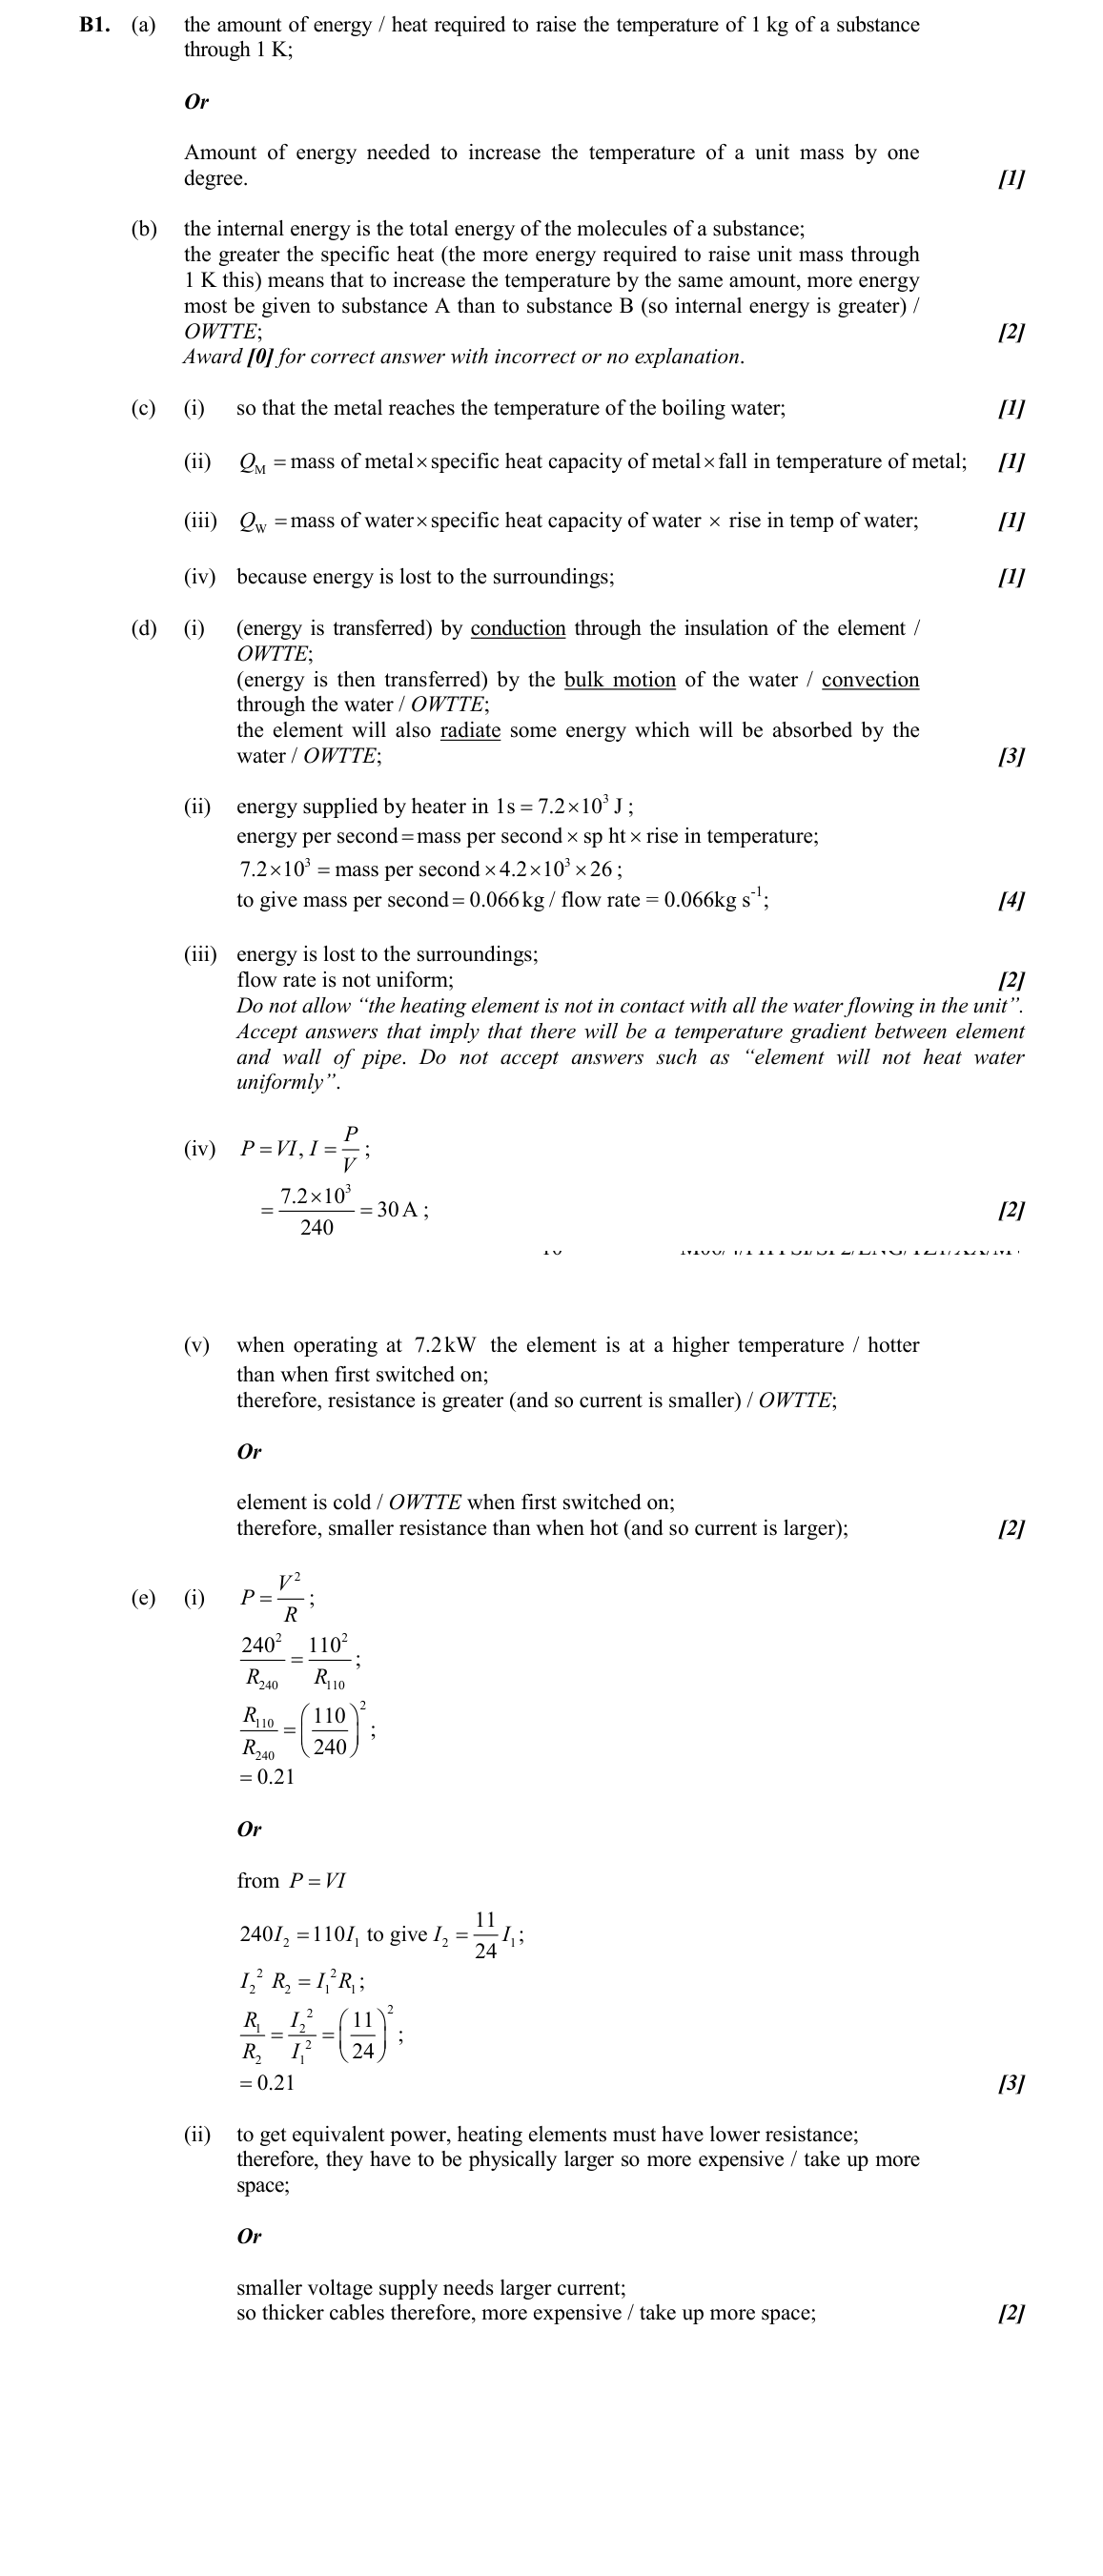 B1. (a) the amount of energy / heat required to raise the temperature of 1 kg of a substance
through 1 K;
Or
Amount of energy needed to increase the temperature of a unit mass by one
degree. [1]
(b) the internal energy is the total energy of the molecules of a substance;
the greater the specific heat (the more energy required to raise unit mass through
1 K this) means that to increase the temperature by the same amount, more energy
most be given to substance A than to substance B (so internal energy is greater) /
OWTTE; [2]
Award [0] for correct answer with incorrect or no explanation.
(c) (i) so that the metal reaches the temperature of the boiling water; [1]
(ii) Q_M = mass of metal × specific heat capacity of metal × fall in temperature of metal; [1]
(iii) Q_W = mass of water × specific heat capacity of water × rise in temp of water; [1]
(iv) because energy is lost to the surroundings; [1]
(d) (i) (energy is transferred) by conduction through the insulation of the element /
OWTTE;
(energy is then transferred) by the bulk motion of the water / convection
through the water / OWTTE;
the element will also radiate some energy which will be absorbed by the
water / OWTTE; [3]
(ii) energy supplied by heater in 1s = 7.2×10³ J ;
energy per second = mass per second × sp ht × rise in temperature;
7.2×10³ = mass per second × 4.2×10³ × 26 ;
to give mass per second = 0.066 kg / flow rate = 0.066kg s⁻¹; [4]
(iii) energy is lost to the surroundings;
flow rate is not uniform; [2]
Do not allow “the heating element is not in contact with all the water flowing in the unit”.
Accept answers that imply that there will be a temperature gradient between element
and wall of pipe. Do not accept answers such as “element will not heat water
uniformly”.
(iv) P = VI, I = P/V ;
= 7.2×10³/240 = 30 A ; [2]
(v) when operating at 7.2 kW the element is at a higher temperature / hotter
than when first switched on;
therefore, resistance is greater (and so current is smaller) / OWTTE;
Or
element is cold / OWTTE when first switched on;
therefore, smaller resistance than when hot (and so current is larger); [2]
(e) (i) P = V²/R ;
240²/R₂₄₀ = 110²/R₁₁₀ ;
R₁₁₀/R₂₄₀ = (110/240)² ;
= 0.21
Or
from P = VI
240I₂ = 110I₁ to give I₂ = 11/24 I₁;
I₂² R₂ = I₁² R₁;
R₁/R₂ = I₂²/I₁² = (11/24)² ;
= 0.21 [3]
(ii) to get equivalent power, heating elements must have lower resistance;
therefore, they have to be physically larger so more expensive / take up more
space;
Or
smaller voltage supply needs larger current;
so thicker cables therefore, more expensive / take up more space; [2]